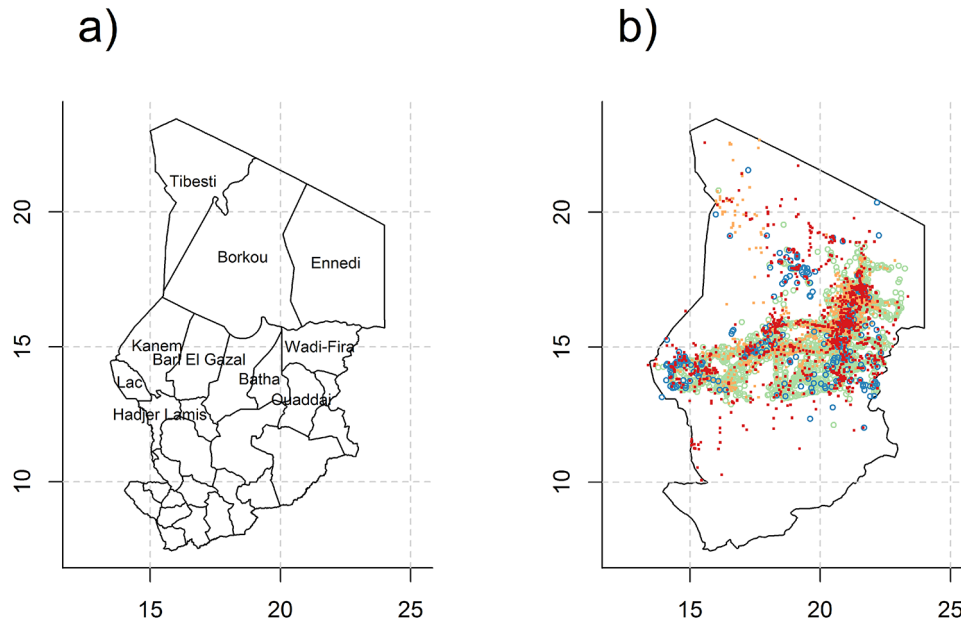 a)
b)
Tibesti
Borkou
Ennedi
Kanem
Barl El Gazal
Wadi-Fira
Lac
Batha
Ouaddai
Hadjer Lamis
20
15
10
15
20
25
20
15
10
15
20
25